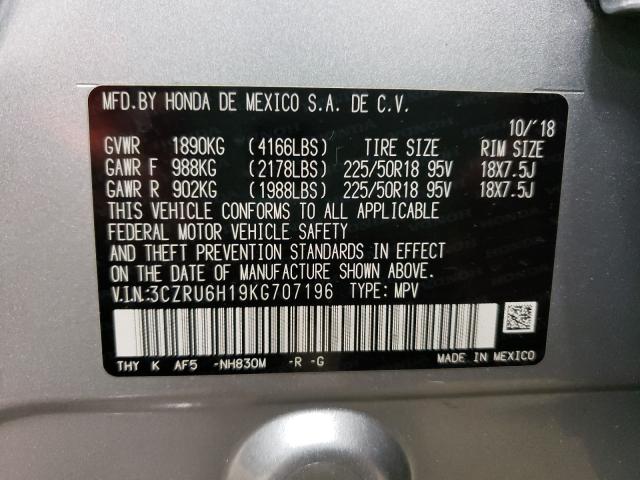 MFD.BY HONDA DE MEXICO S.A. DE C.V.
10/'18
GVWR 1890KG (4166LBS) TIRE SIZE RIM SIZE
GAWR F 988KG (2178LBS) 225/50R18 95V 18X7.5J
GAWR R 902KG (1988LBS) 225/50R18 95V 18X7.5J
THIS VEHICLE CONFORMS TO ALL APPLICABLE
FEDERAL MOTOR VEHICLE SAFETY
AND THEFT PREVENTION STANDARDS IN EFFECT
ON THE DATE OF MANUFACTURE SHOWN ABOVE.
V.I.N:3CZRU6H19KG707196 TYPE: MPV
THY K AF5 -NH830M -R -G
MADE IN MEXICO